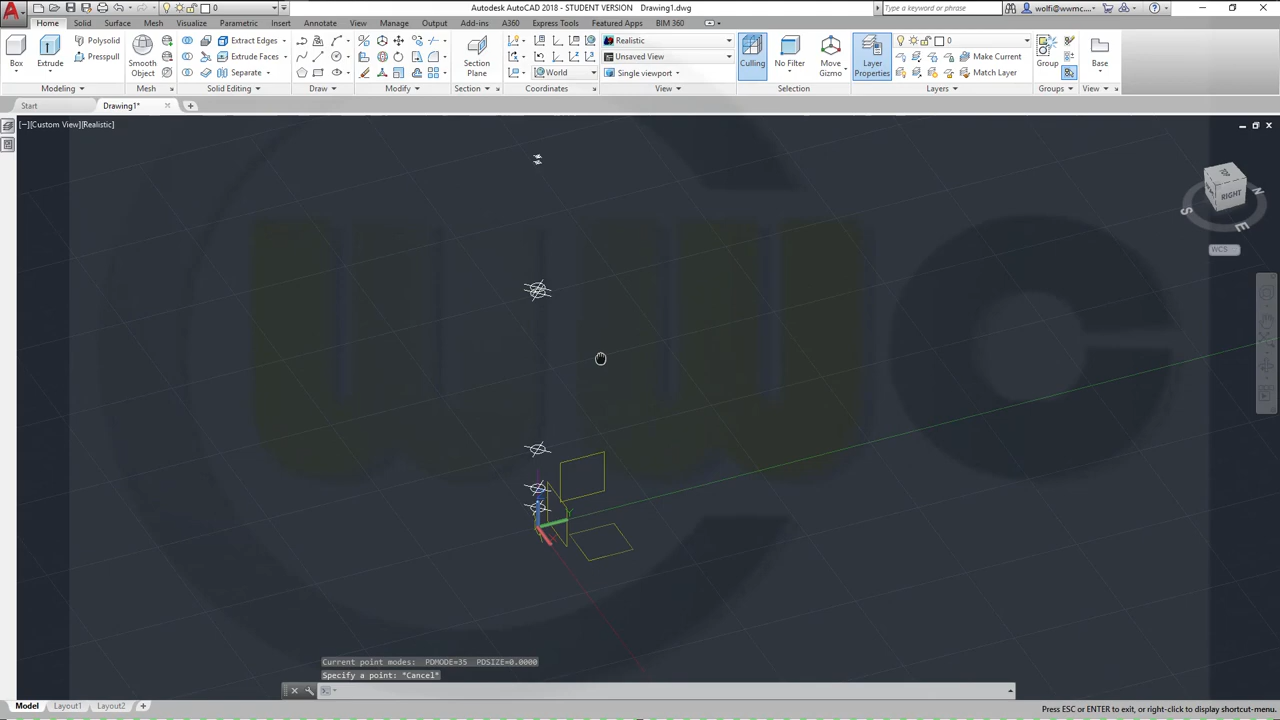 Autodesk AutoCAD 2018 - STUDENT VERSION Drawing1.dwg
Type a keyword or phrase
wolfi@wwmc...
Home Solid Surface Mesh Visualize Parametric Insert Annotate View Manage Output Add-ins A360 Express Tools Featured Apps BIM 360
Box
Extrude
Polysolid
Presspull
Smooth Object
Extract Edges
Extrude Faces
Separate
Section Plane
World
Realistic
Unsaved View
Single viewport
Culling
No Filter
Move Gizmo
Layer Properties
0
Make Current
Match Layer
Group
Base
Modeling
Mesh
Solid Editing
Draw
Modify
Section
Coordinates
View
Selection
Layers
Groups
View
Start
Drawing1*
[−][Custom View][Realistic]
TOP
RIGHT
S
N
E
WCS
Y
Current point modes: PDMODE=35 PDSIZE=0.0000
Specify a point: *Cancel*
Model Layout1 Layout2
Press ESC or ENTER to exit, or right-click to display shortcut-menu.